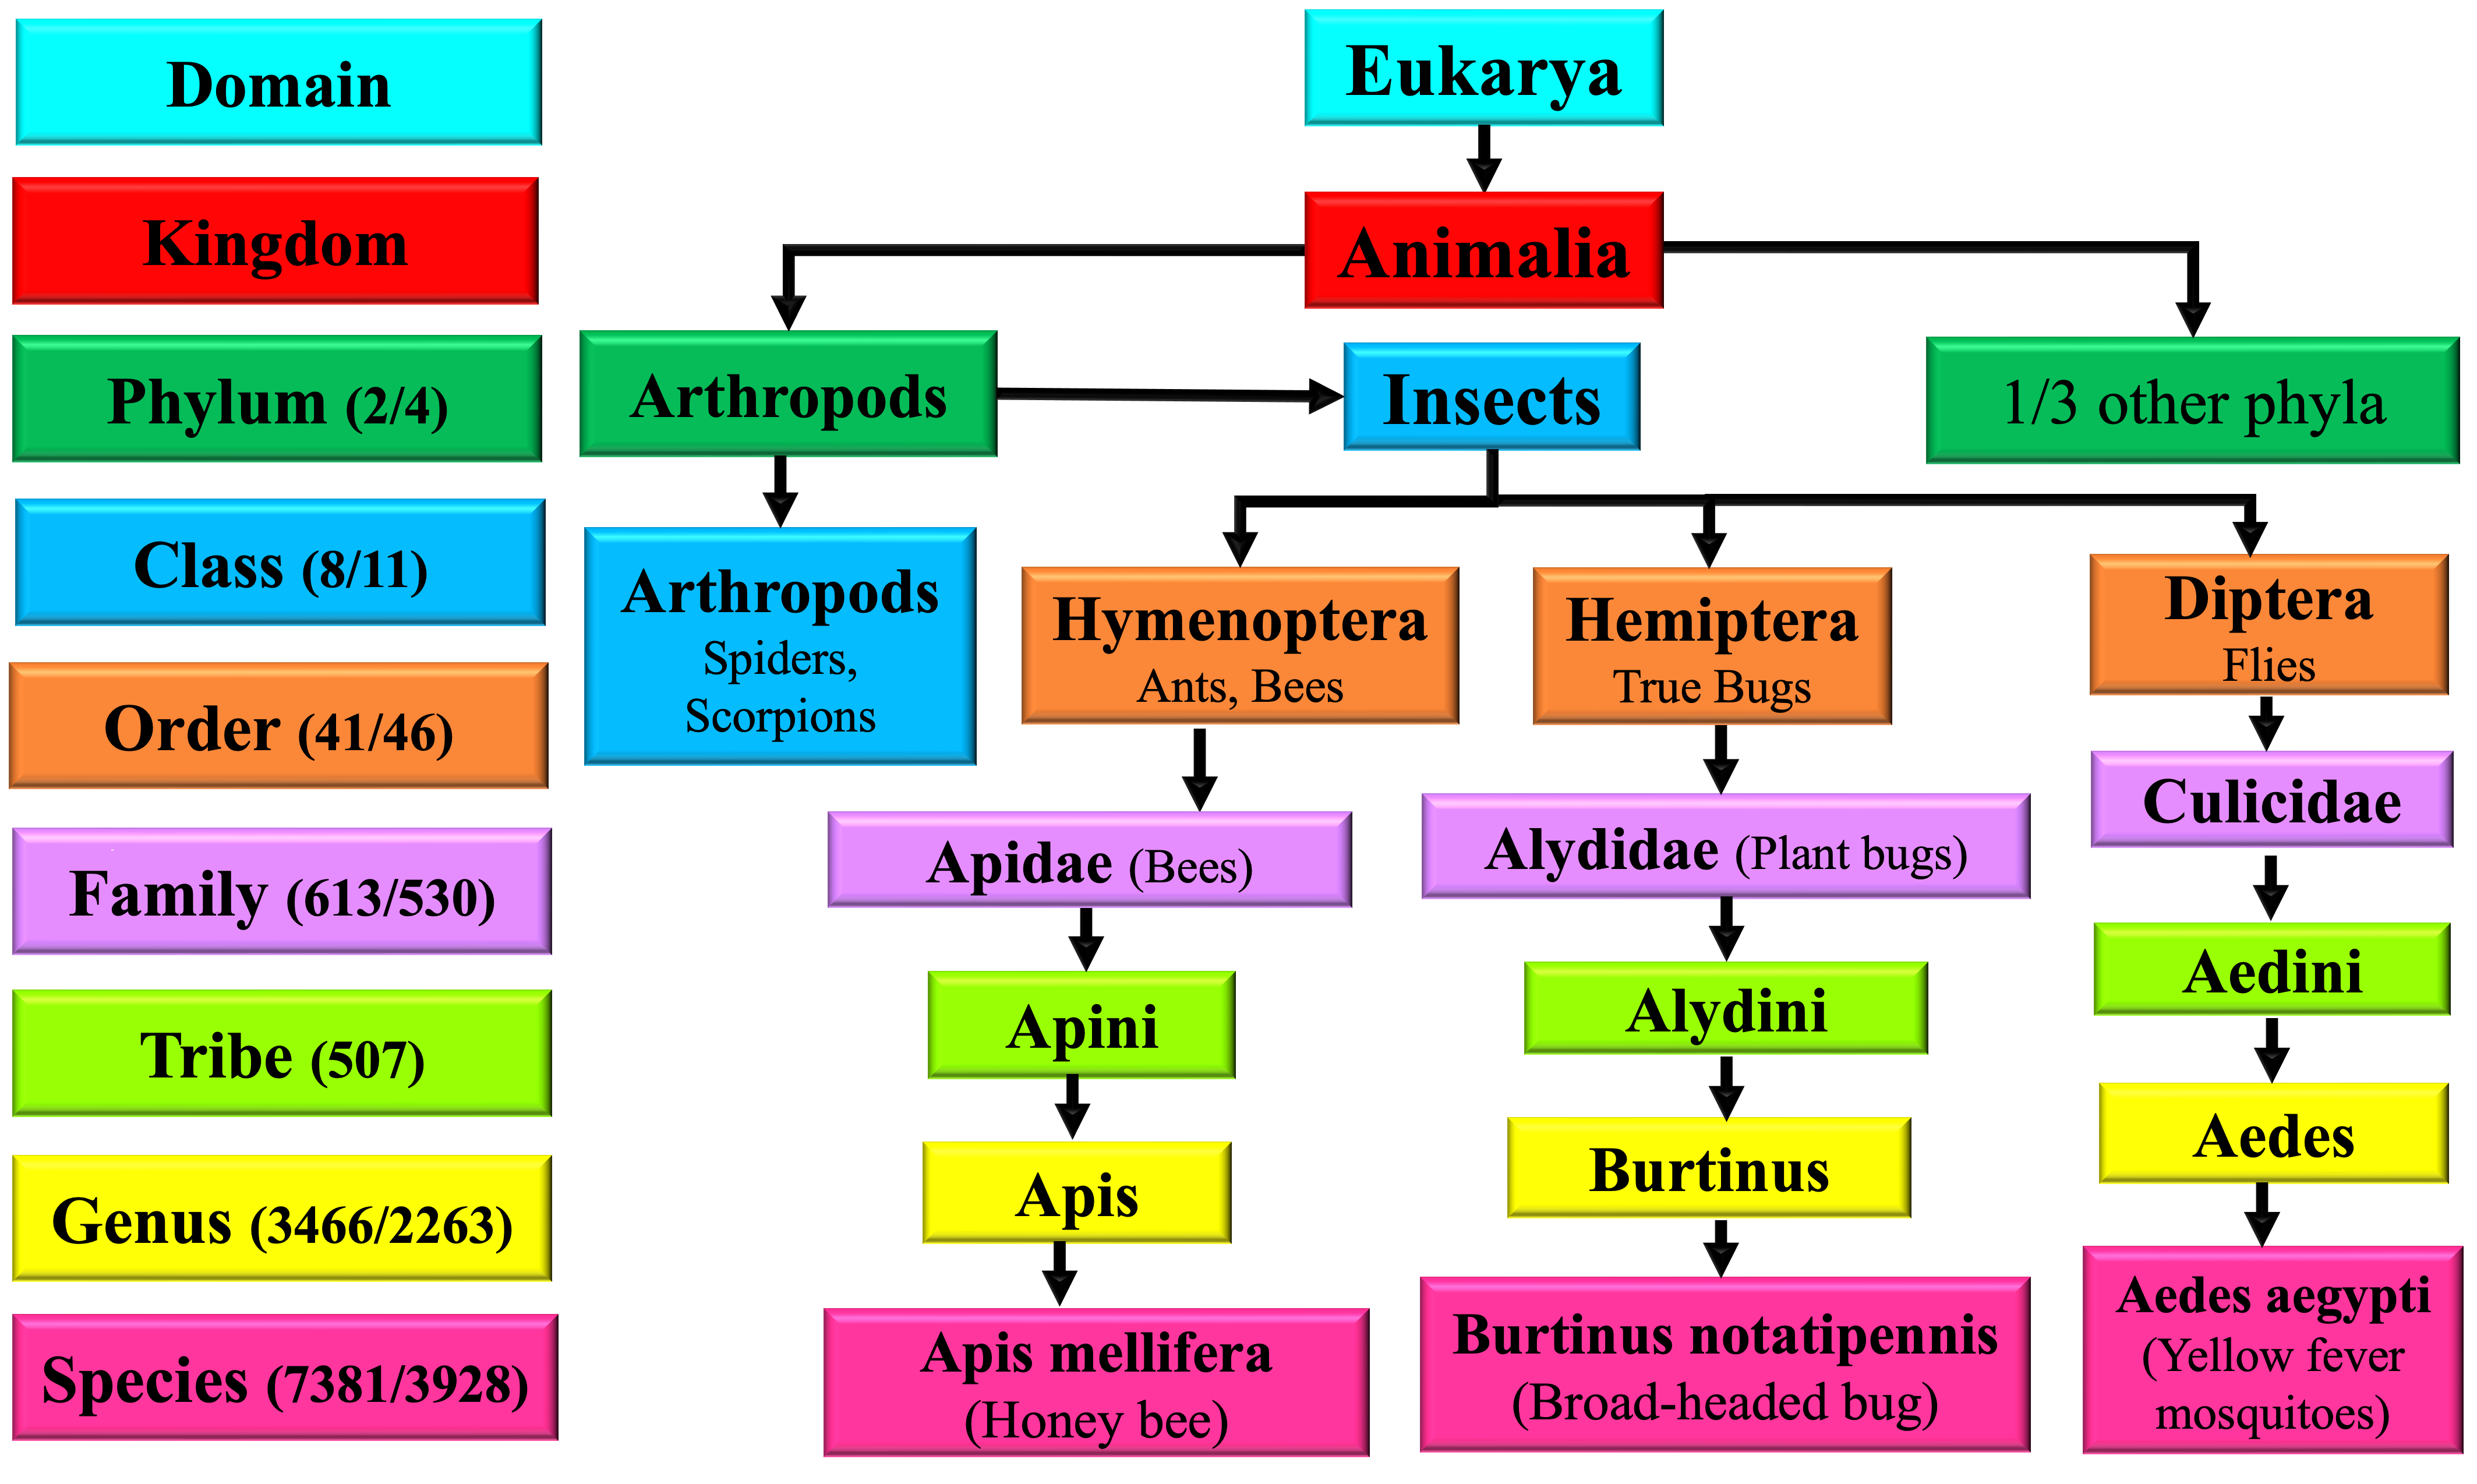 Domain
Kingdom
Phylum (2/4)
Class (8/11)
Order (41/46)
Family (613/530)
Tribe (507)
Genus (3466/2263)
Species (7381/3928)
Eukarya
Animalia
Arthropods
Insects
1/3 other phyla
Arthropods
Spiders,
Scorpions
Hymenoptera
Ants, Bees
Hemiptera
True Bugs
Diptera
Flies
Apidae (Bees)
Alydidae (Plant bugs)
Culicidae
Apini
Alydini
Aedini
Apis
Burtinus
Aedes
Apis mellifera
(Honey bee)
Burtinus notatipennis
(Broad-headed bug)
Aedes aegypti
(Yellow fever
mosquitoes)